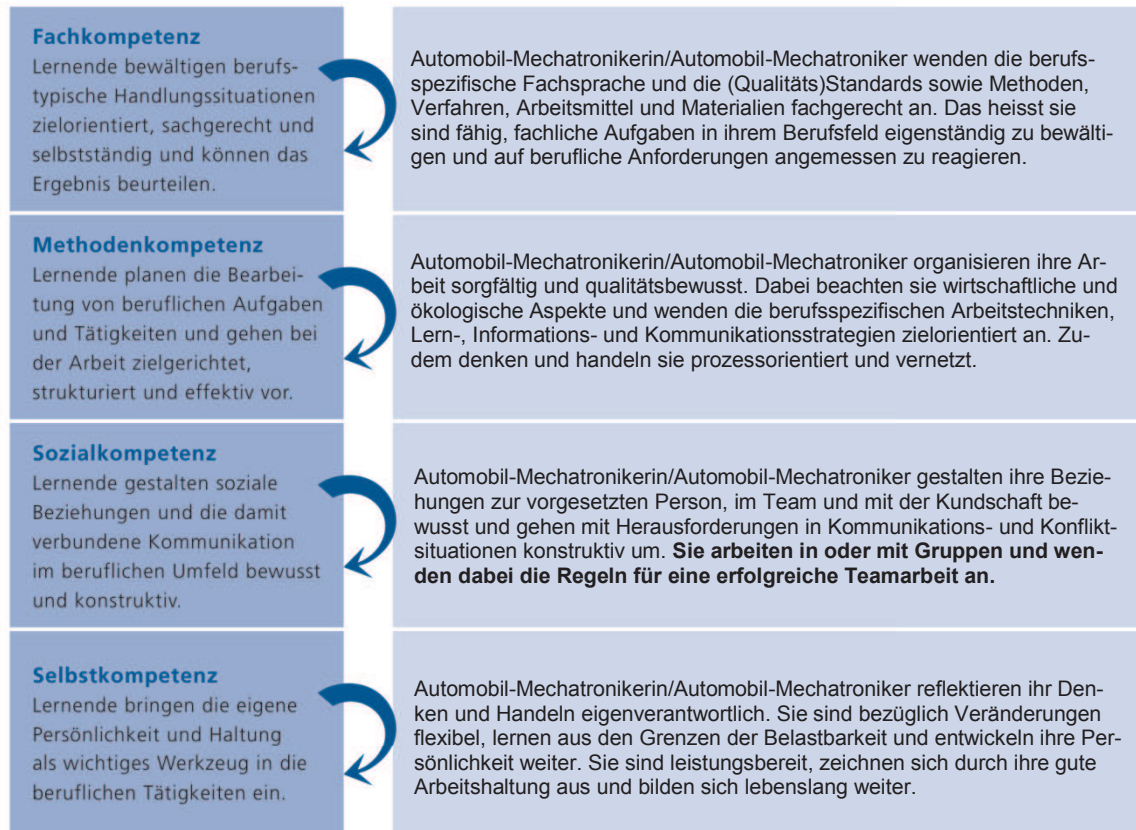 Fachkompetenz
Lernende bewältigen berufs-
typische Handlungssituationen
zielorientiert, sachgerecht und
selbstständig und können das
Ergebnis beurteilen.
Automobil-Mechatronikerin/Automobil-Mechatroniker wenden die berufs-
spezifische Fachsprache und die (Qualitäts)Standards sowie Methoden,
Verfahren, Arbeitsmittel und Materialien fachgerecht an. Das heisst sie
sind fähig, fachliche Aufgaben in ihrem Berufsfeld eigenständig zu bewälti-
gen und auf berufliche Anforderungen angemessen zu reagieren.
Methodenkompetenz
Lernende planen die Bearbei-
tung von beruflichen Aufgaben
und Tätigkeiten und gehen bei
der Arbeit zielgerichtet,
strukturiert und effektiv vor.
Automobil-Mechatronikerin/Automobil-Mechatroniker organisieren ihre Ar-
beit sorgfältig und qualitätsbewusst. Dabei beachten sie wirtschaftliche und
ökologische Aspekte und wenden die berufsspezifischen Arbeitstechniken,
Lern-, Informations- und Kommunikationsstrategien zielorientiert an. Zu-
dem denken und handeln sie prozessorientiert und vernetzt.
Sozialkompetenz
Lernende gestalten soziale
Beziehungen und die damit
verbundene Kommunikation
im beruflichen Umfeld bewusst
und konstruktiv.
Automobil-Mechatronikerin/Automobil-Mechatroniker gestalten ihre Bezie-
hungen zur vorgesetzten Person, im Team und mit der Kundschaft be-
wusst und gehen mit Herausforderungen in Kommunikations- und Konflikt-
situationen konstruktiv um. Sie arbeiten in oder mit Gruppen und wen-
den dabei die Regeln für eine erfolgreiche Teamarbeit an.
Selbstkompetenz
Lernende bringen die eigene
Persönlichkeit und Haltung
als wichtiges Werkzeug in die
beruflichen Tätigkeiten ein.
Automobil-Mechatronikerin/Automobil-Mechatroniker reflektieren ihr Den-
ken und Handeln eigenverantwortlich. Sie sind bezüglich Veränderungen
flexibel, lernen aus den Grenzen der Belastbarkeit und entwickeln ihre Per-
sönlichkeit weiter. Sie sind leistungsbereit, zeichnen sich durch ihre gute
Arbeitshaltung aus und bilden sich lebenslang weiter.